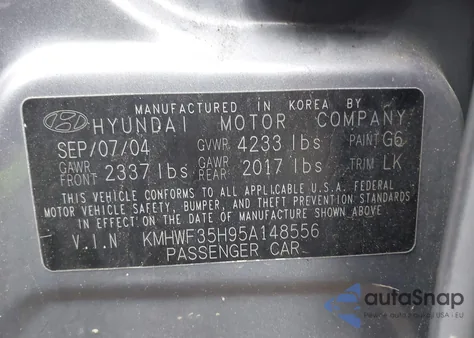 MANUFACTURED IN KOREA BY
HYUNDAI MOTOR COMPANY
SEP/07/04 GVWR 4233 lbs PAINT G6
GAWR FRONT 2337 lbs GAWR REAR 2017 lbs TRIM LK
THIS VEHICLE CONFORMS TO ALL APPLICABLE U.S.A. FEDERAL
MOTOR VEHICLE SAFETY, BUMPER, AND THEFT PREVENTION STANDARDS
IN EFFECT ON THE DATE OF MANUFACTURE SHOWN ABOVE.
V.I.N KMHWF35H95A148556
PASSENGER CAR
autoSnap